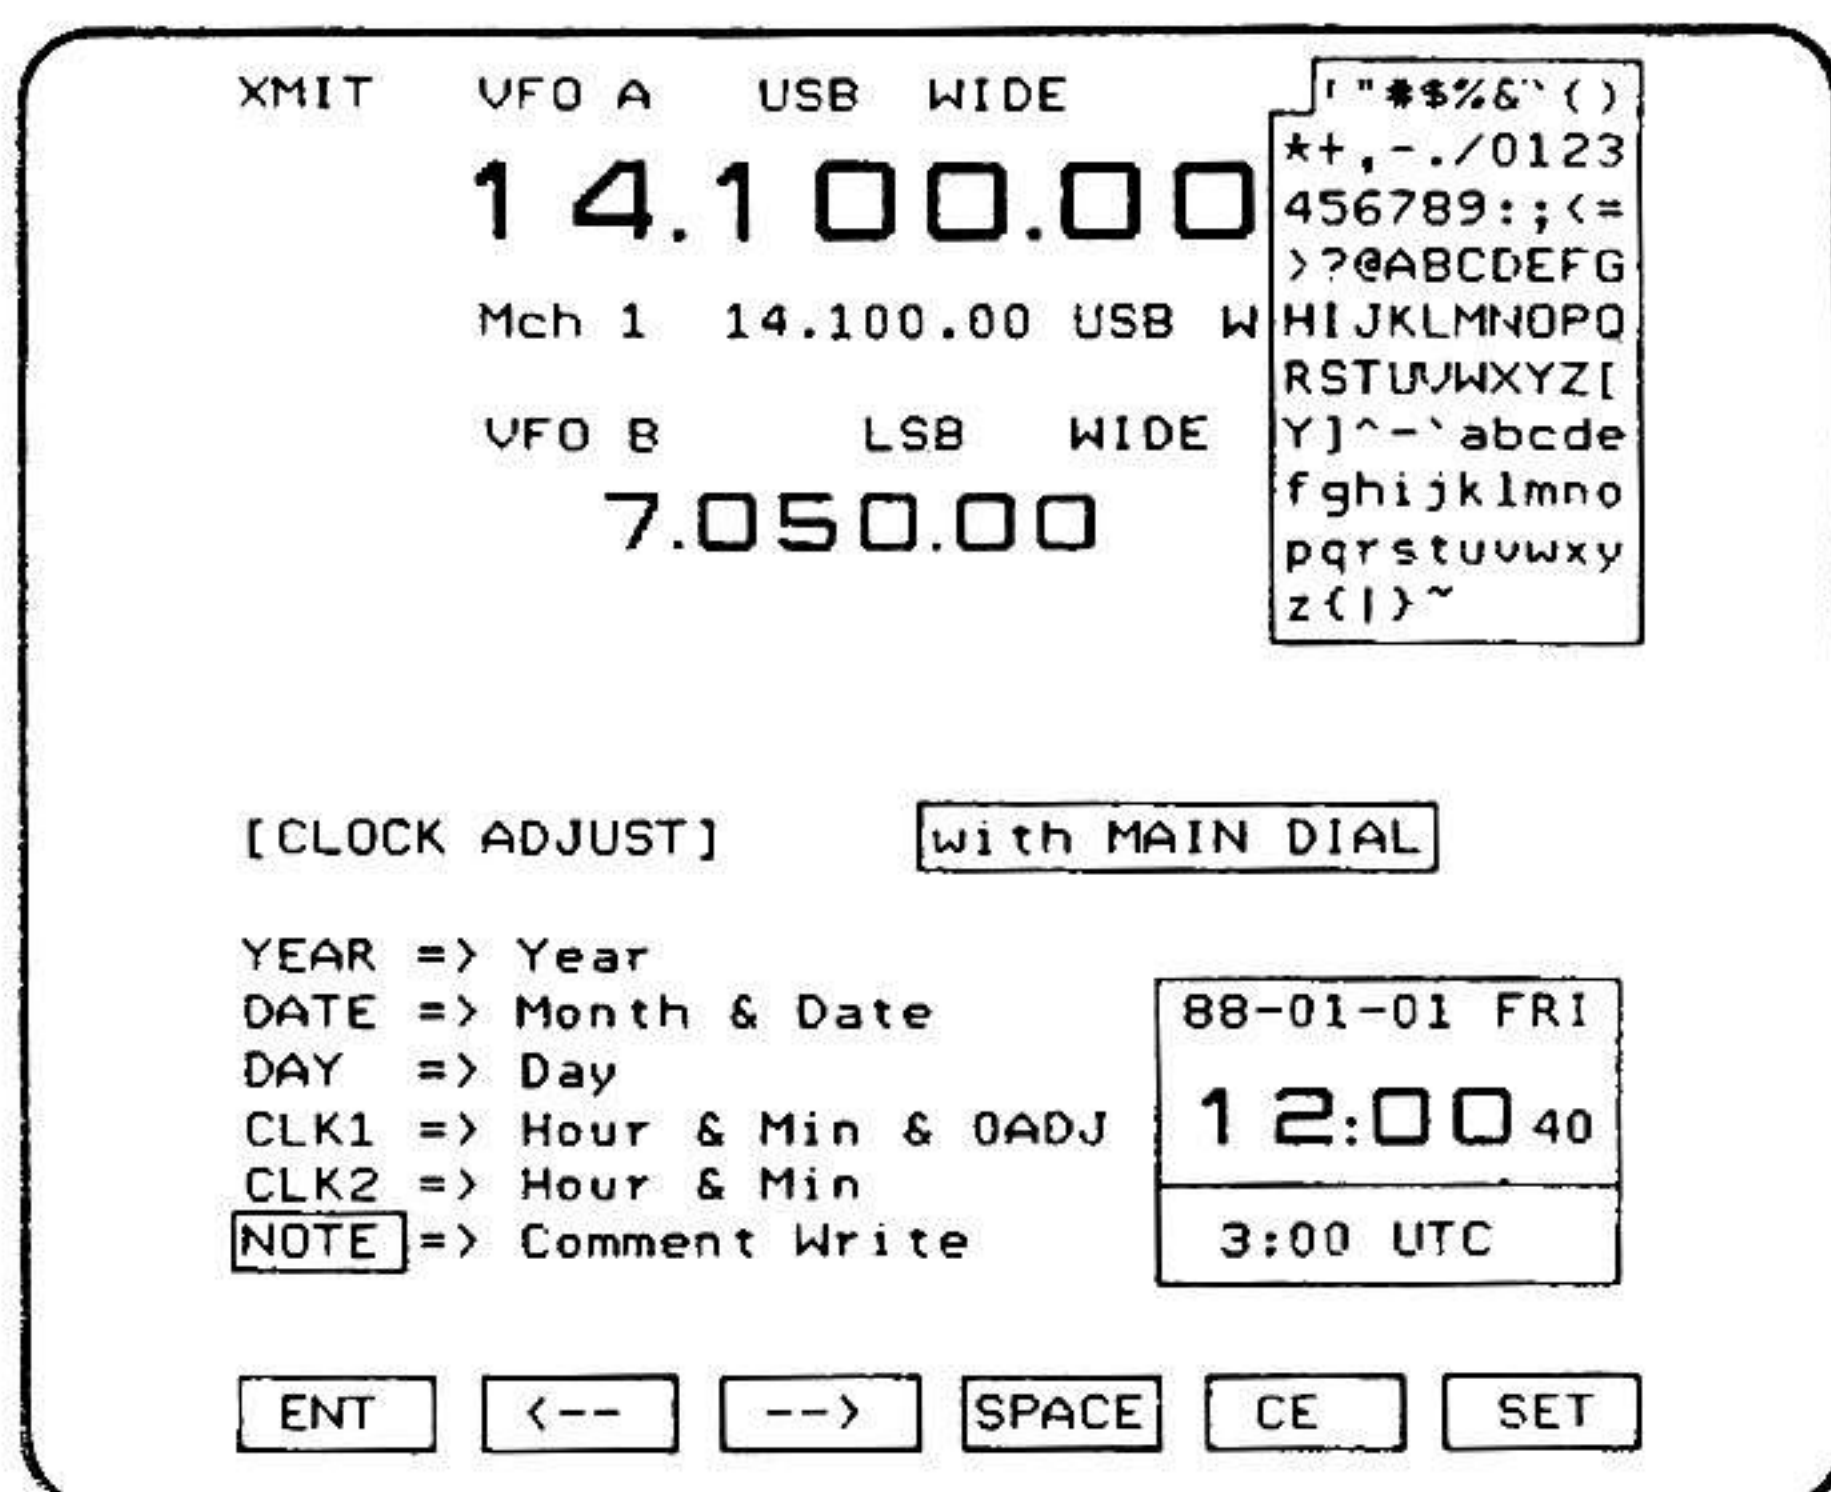 XMIT VFO A USB WIDE
14.100.00
Mch 1 14.100.00 USB W
VFO B LSB WIDE
7.050.00
!"#$%&`()
*+,-./0123
456789:;<=
>?@ABCDEFG
HIJKLMNOPQ
RSTUVWXYZ[
Y]^-`abcde
fghijklmno
pqrstuvwxy
z{|}~
[CLOCK ADJUST] with MAIN DIAL
YEAR => Year
DATE => Month & Date
DAY => Day
CLK1 => Hour & Min & 0ADJ
CLK2 => Hour & Min
NOTE => Comment Write
88-01-01 FRI
12:00 40
3:00 UTC
ENT <-- --> SPACE CE SET